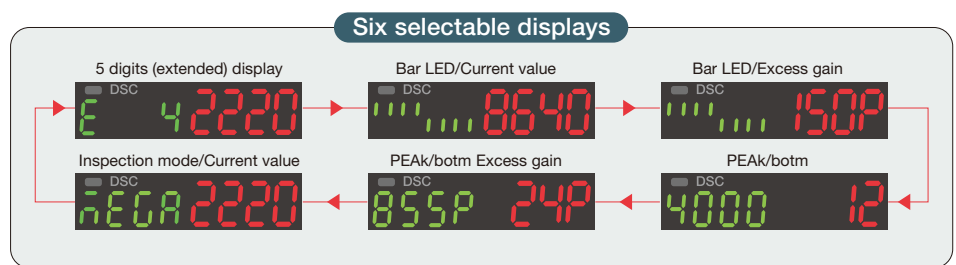 Six selectable displays
5 digits (extended) display
Bar LED/Current value
Bar LED/Excess gain
DSC
E 4 2220
DSC
8640
DSC
150P
Inspection mode/Current value
PEAk/botm Excess gain
PEAk/botm
DSC
MEGA 2220
DSC
855P 24P
DSC
4000 12